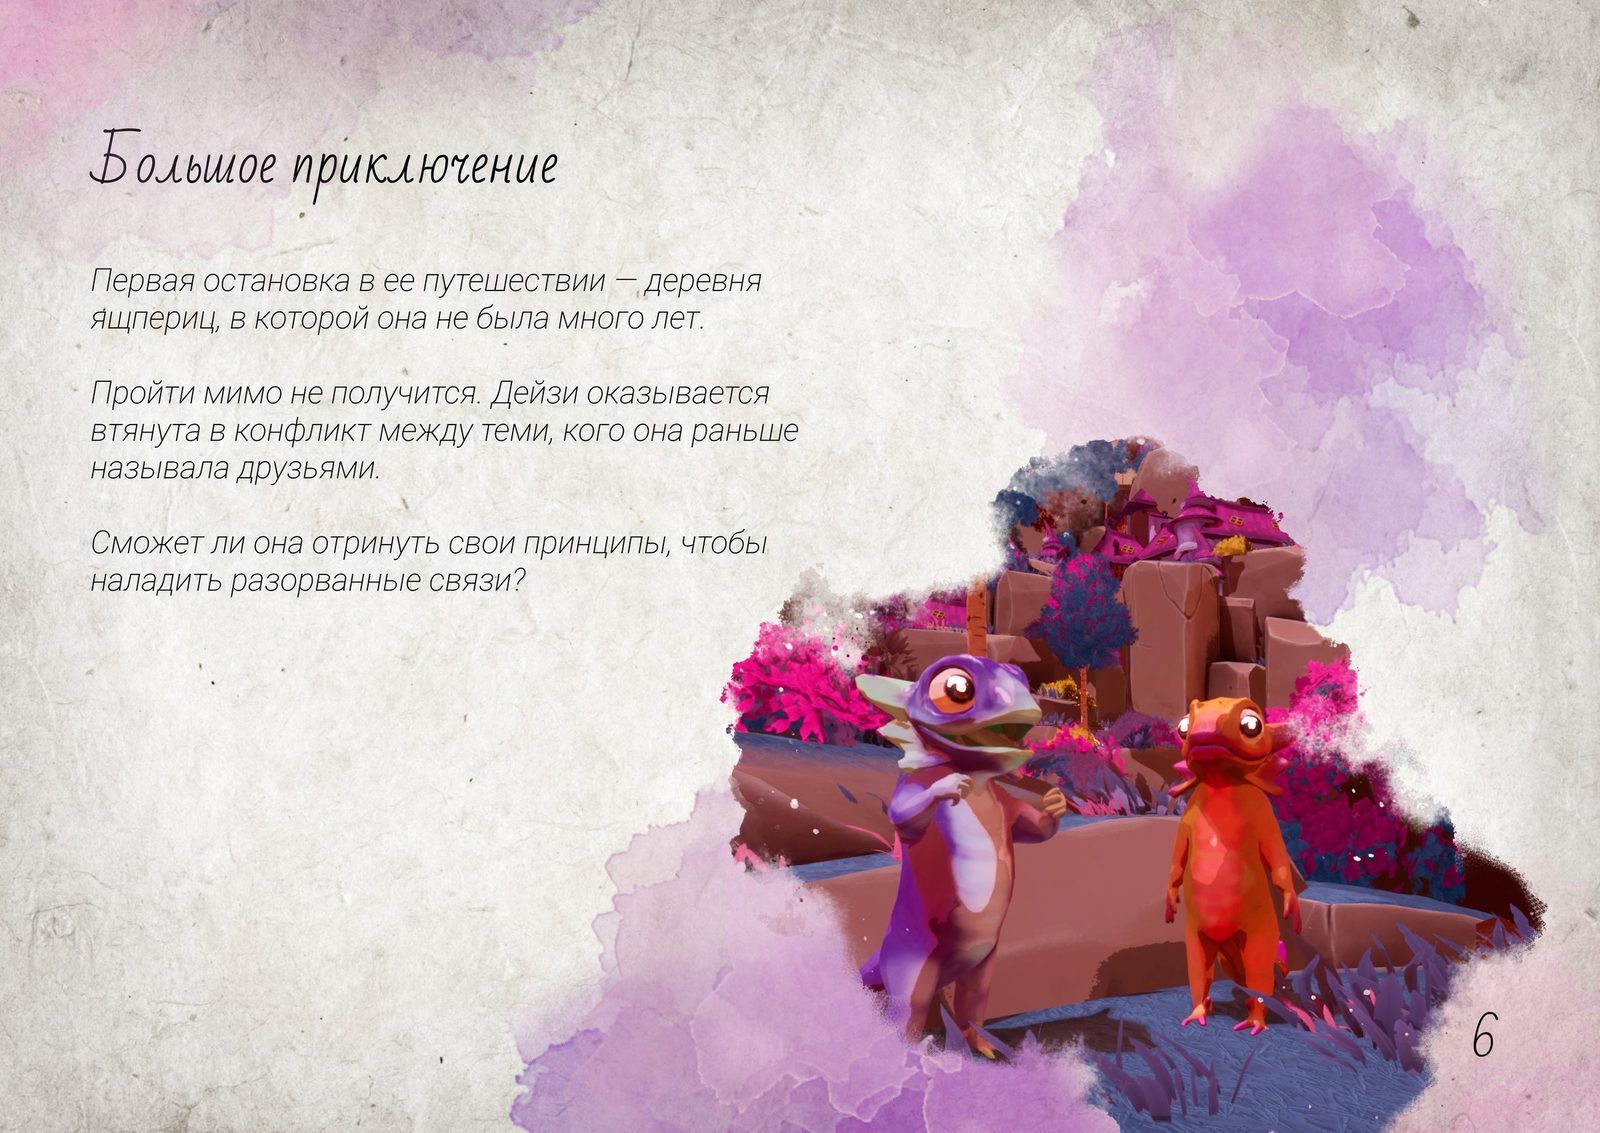 Большое приключение
Первая остановка в ее путешествии — деревня
ящпериц, в которой она не была много лет.
Пройти мимо не получится. Дейзи оказывается
втянута в конфликт между теми, кого она раньше
называла друзьями.
Сможет ли она отринуть свои принципы, чтобы
наладить разорванные связи?
6